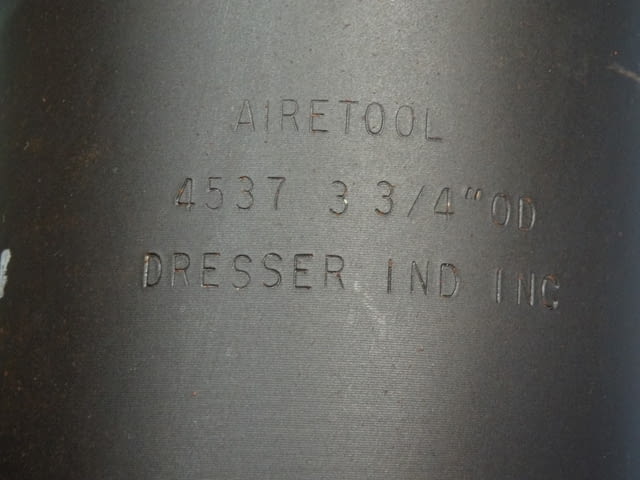 AIRETOOL
4537 3 3/4"OD
DRESSER IND INC